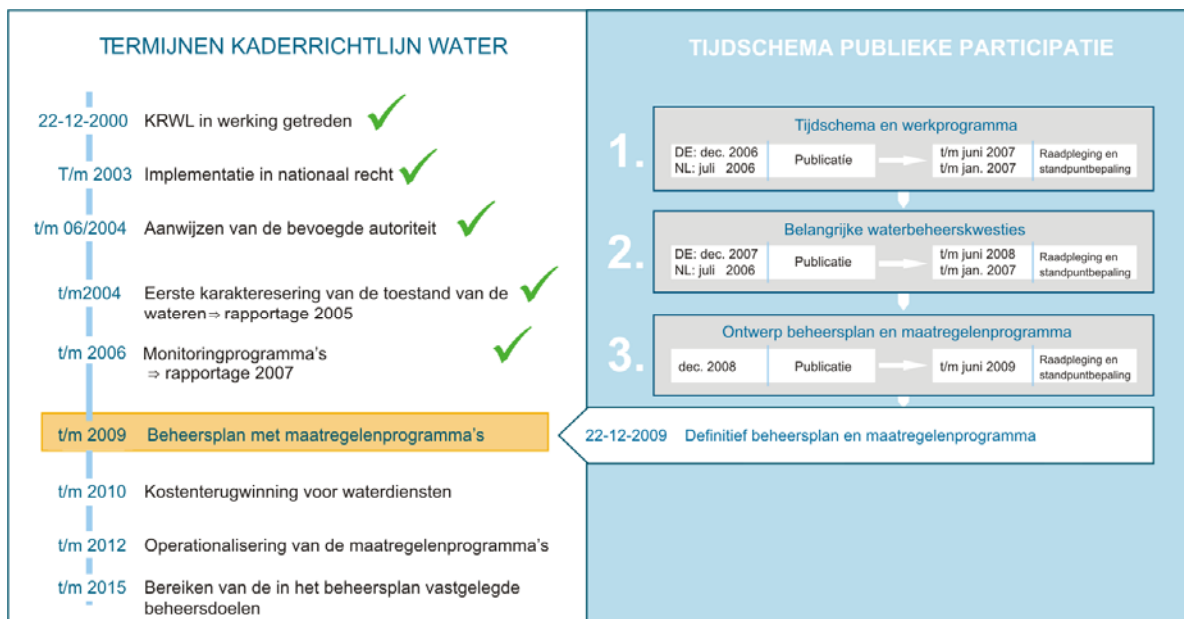 TERMIJNEN KADERRICHTLIJN WATER
22-12-2000 KRWL in werking getreden
T/m 2003 Implementatie in nationaal recht
t/m 06/2004 Aanwijzen van de bevoegde autoriteit
t/m2004 Eerste karakteresering van de toestand van de
wateren ⇒ rapportage 2005
t/m 2006 Monitoringprogramma's
⇒ rapportage 2007
t/m 2009 Beheersplan met maatregelenprogramma's
t/m 2010 Kostenterugwinning voor waterdiensten
t/m 2012 Operationalisering van de maatregelenprogramma's
t/m 2015 Bereiken van de in het beheersplan vastgelegde
beheersdoelen
TIJDSCHEMA PUBLIEKE PARTICIPATIE
1.
Tijdschema en werkprogramma
DE: dec. 2006 Publicatie t/m juni 2007 Raadpleging en
NL: juli 2006 t/m jan. 2007 standpuntbepaling
2.
Belangrijke waterbeheerskwesties
DE: dec. 2007 Publicatie t/m juni 2008 Raadpleging en
NL: juli 2006 t/m jan. 2007 standpuntbepaling
3.
Ontwerp beheersplan en maatregelenprogramma
dec. 2008 Publicatie t/m juni 2009 Raadpleging en
standpuntbepaling
22-12-2009 Definitief beheersplan en maatregelenprogramma